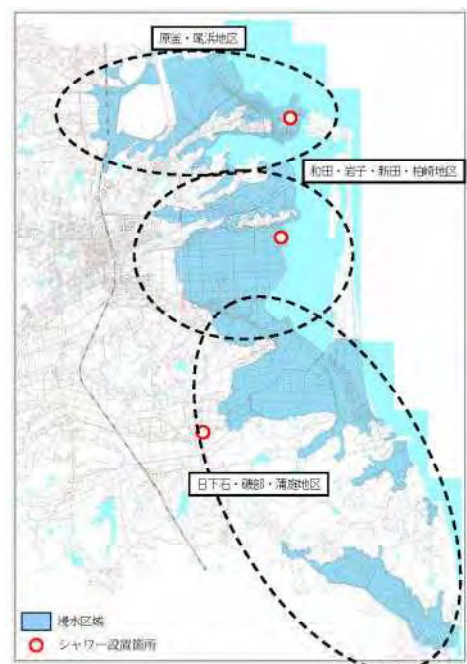 原釜・尾浜地区
和田・岩子・新田・柏崎地区
日下石・磯部・蒲庭地区
浸水区域
シャワー設置箇所